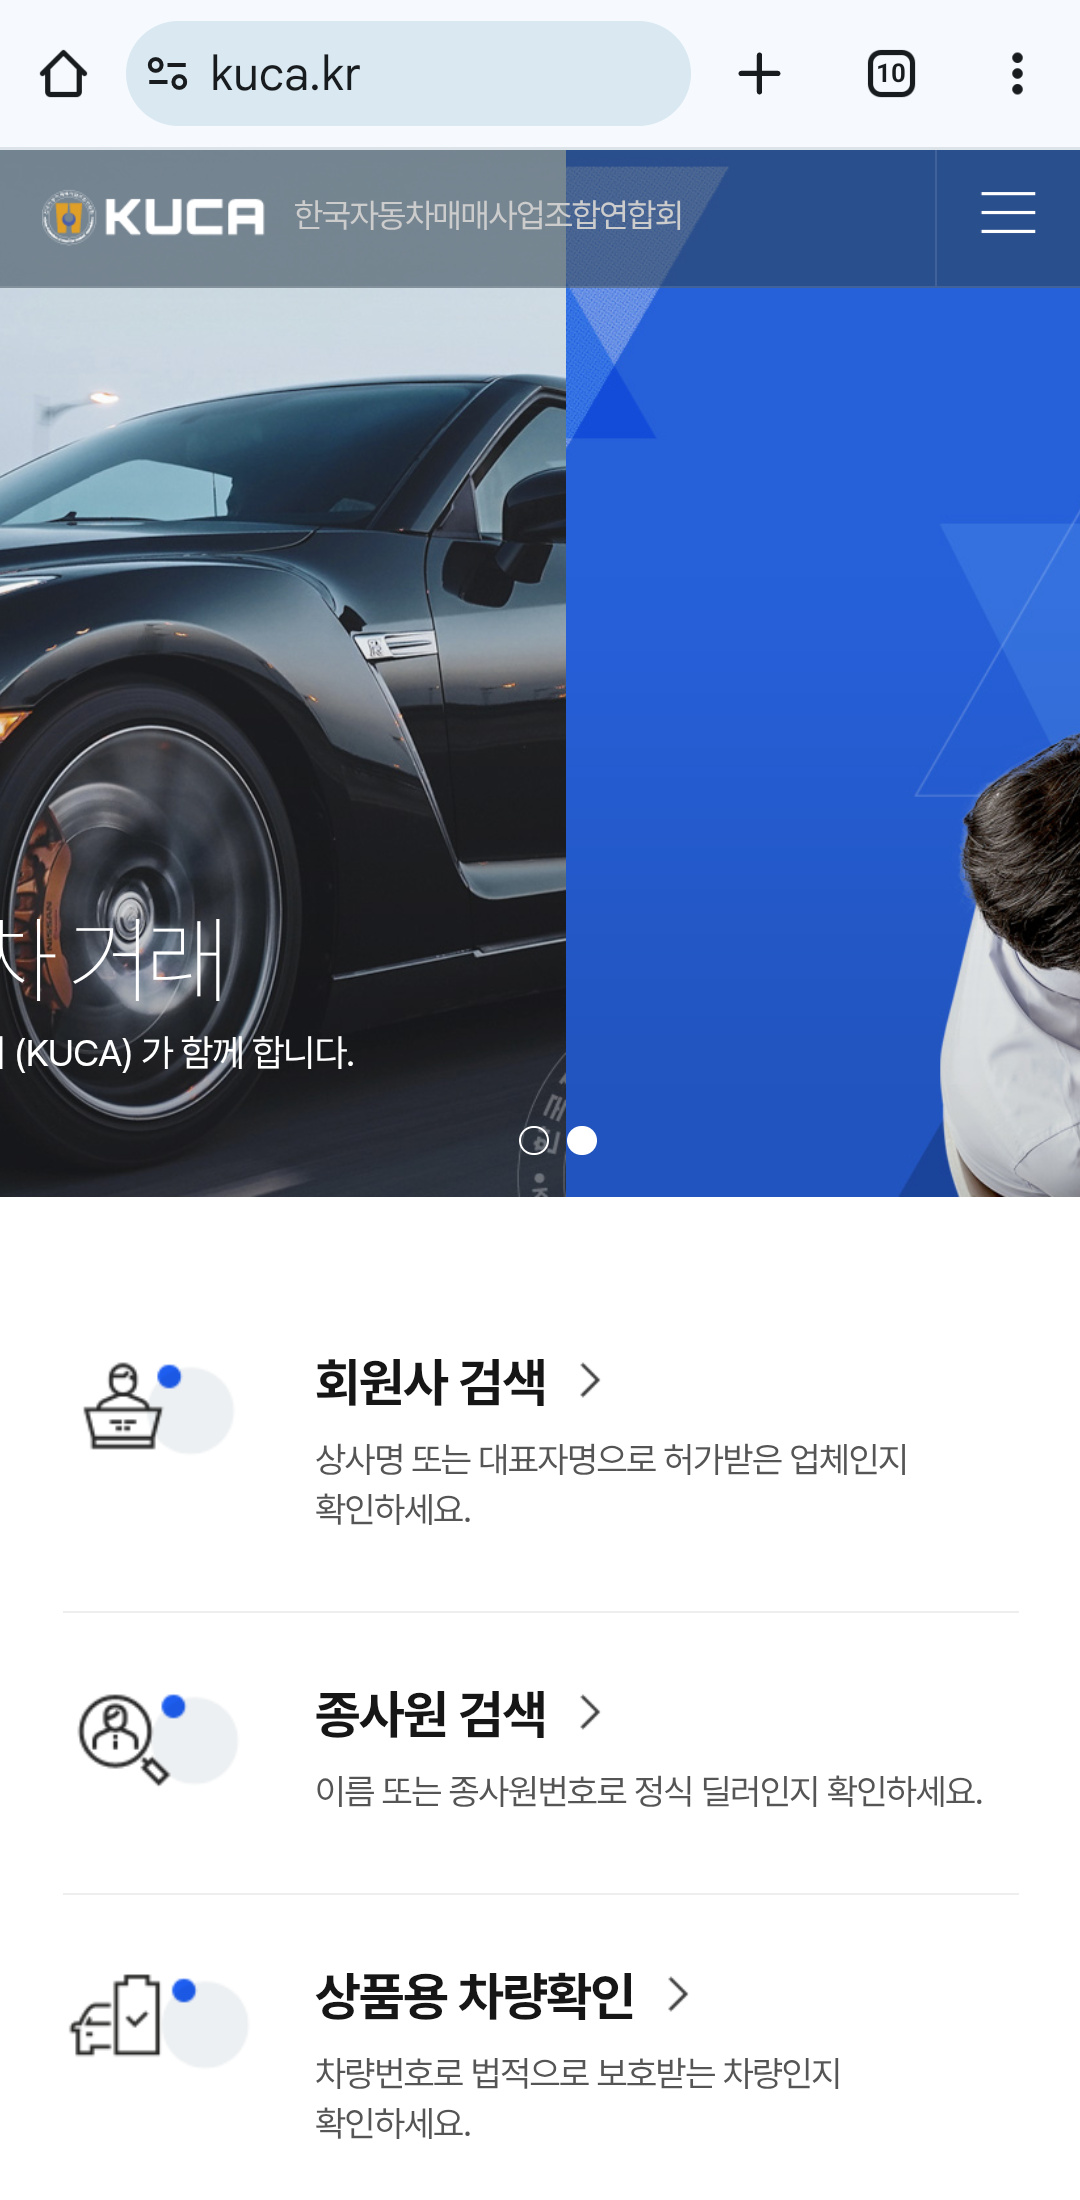 kuca.kr
10
KUCA 한국자동차매매사업조합연합회
NISSAN
거래
(KUCA) 가 함께 합니다.
회원사 검색
상사명 또는 대표자명으로 허가받은 업체인지
확인하세요.
종사원 검색
이름 또는 종사원번호로 정식 딜러인지 확인하세요.
상품용 차량확인
차량번호로 법적으로 보호받는 차량인지
확인하세요.